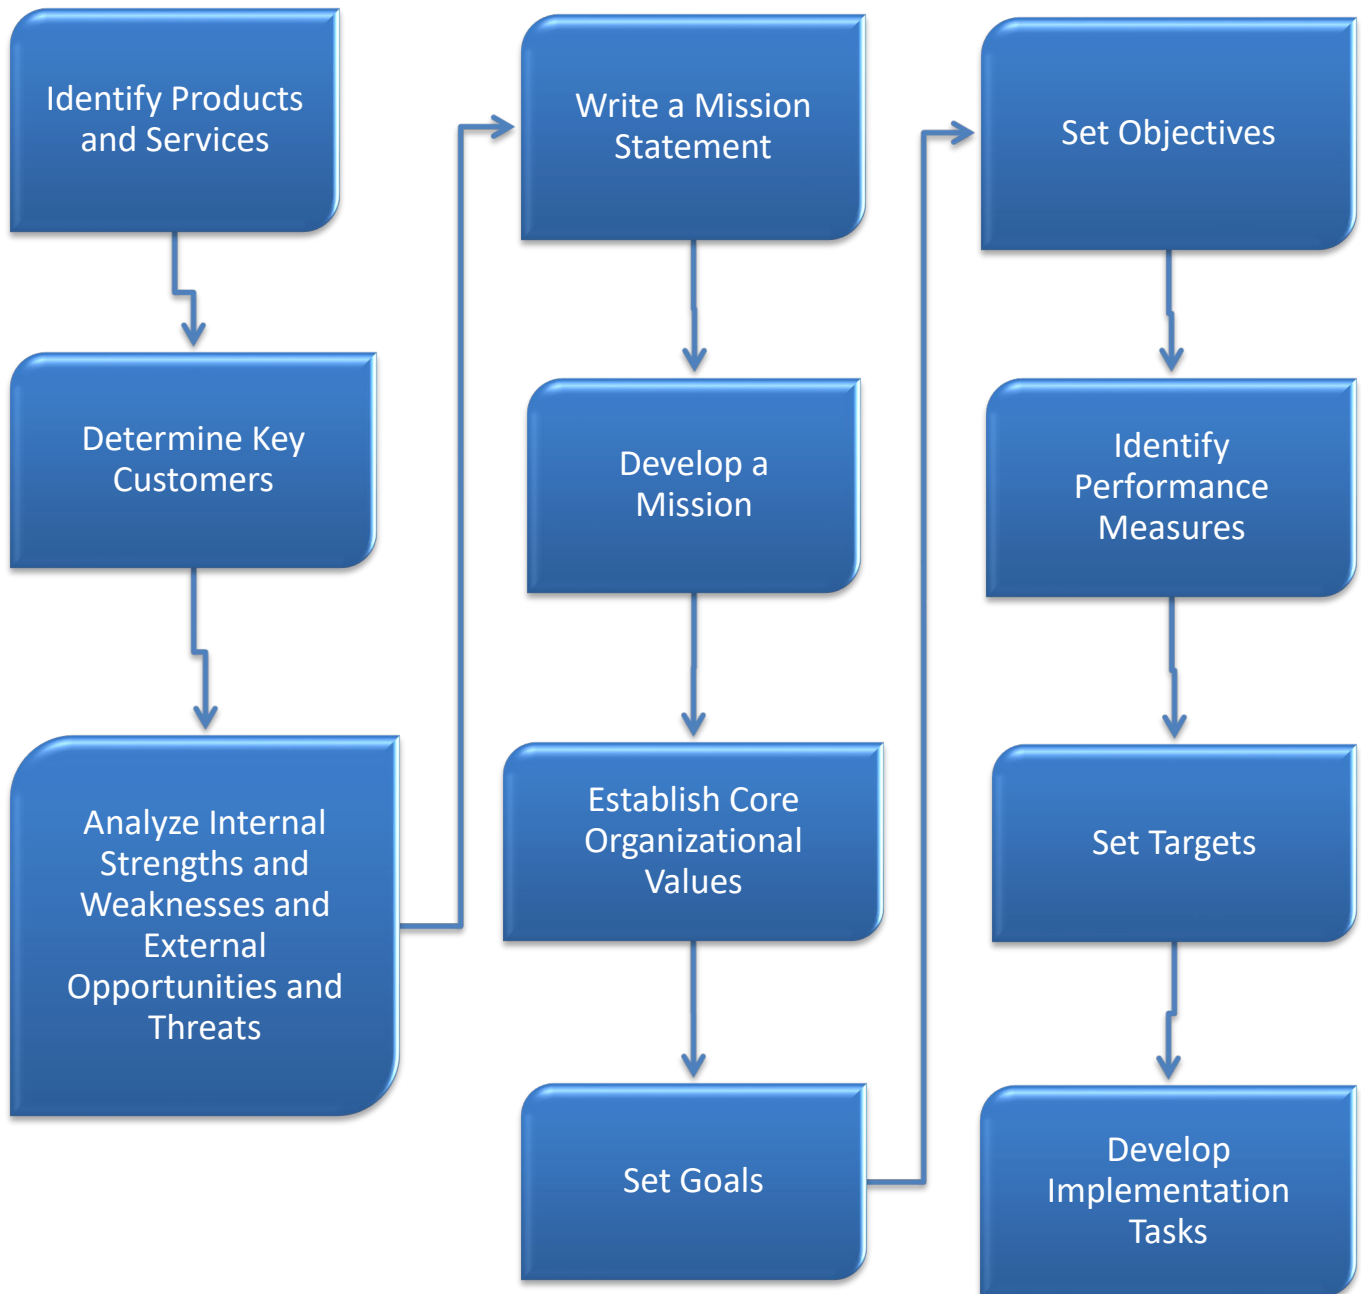 Identify Products
and Services
Determine Key
Customers
Analyze Internal
Strengths and
Weaknesses and
External
Opportunities and
Threats
Write a Mission
Statement
Develop a
Mission
Establish Core
Organizational
Values
Set Goals
Set Objectives
Identify
Performance
Measures
Set Targets
Develop
Implementation
Tasks